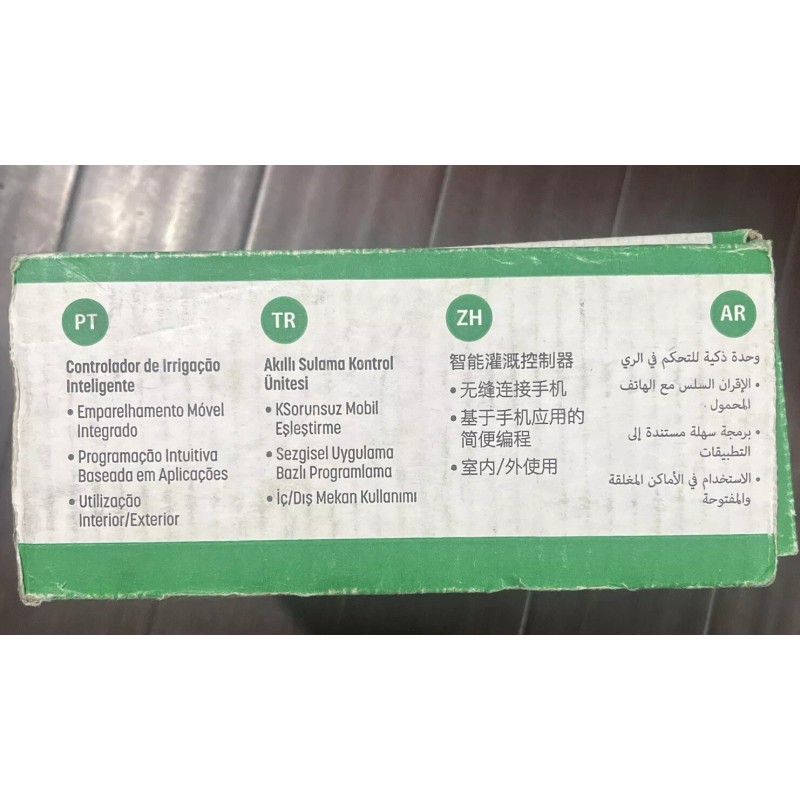 PT
Controlador de Irrigação
Inteligente
• Emparelhamento Móvel
Integrado
• Programação Intuitiva
Baseada em Aplicações
• Utilização
Interior/Exterior
TR
Akıllı Sulama Kontrol
Ünitesi
• KSorunsuz Mobil
Eşleştirme
• Sezgisel Uygulama
Bazlı Programlama
• İç/Dış Mekan Kullanımı
ZH
智能灌溉控制器
• 无缝连接手机
• 基于手机应用的
简便编程
• 室内/外使用
AR
وحدة ذكية للتحكم في الري
• الإقران السلس مع الهاتف
المحمول.
• برمجة سهلة مستندة إلى
التطبيقات
• الاستخدام في الأماكن المغلقة
والمفتوحة